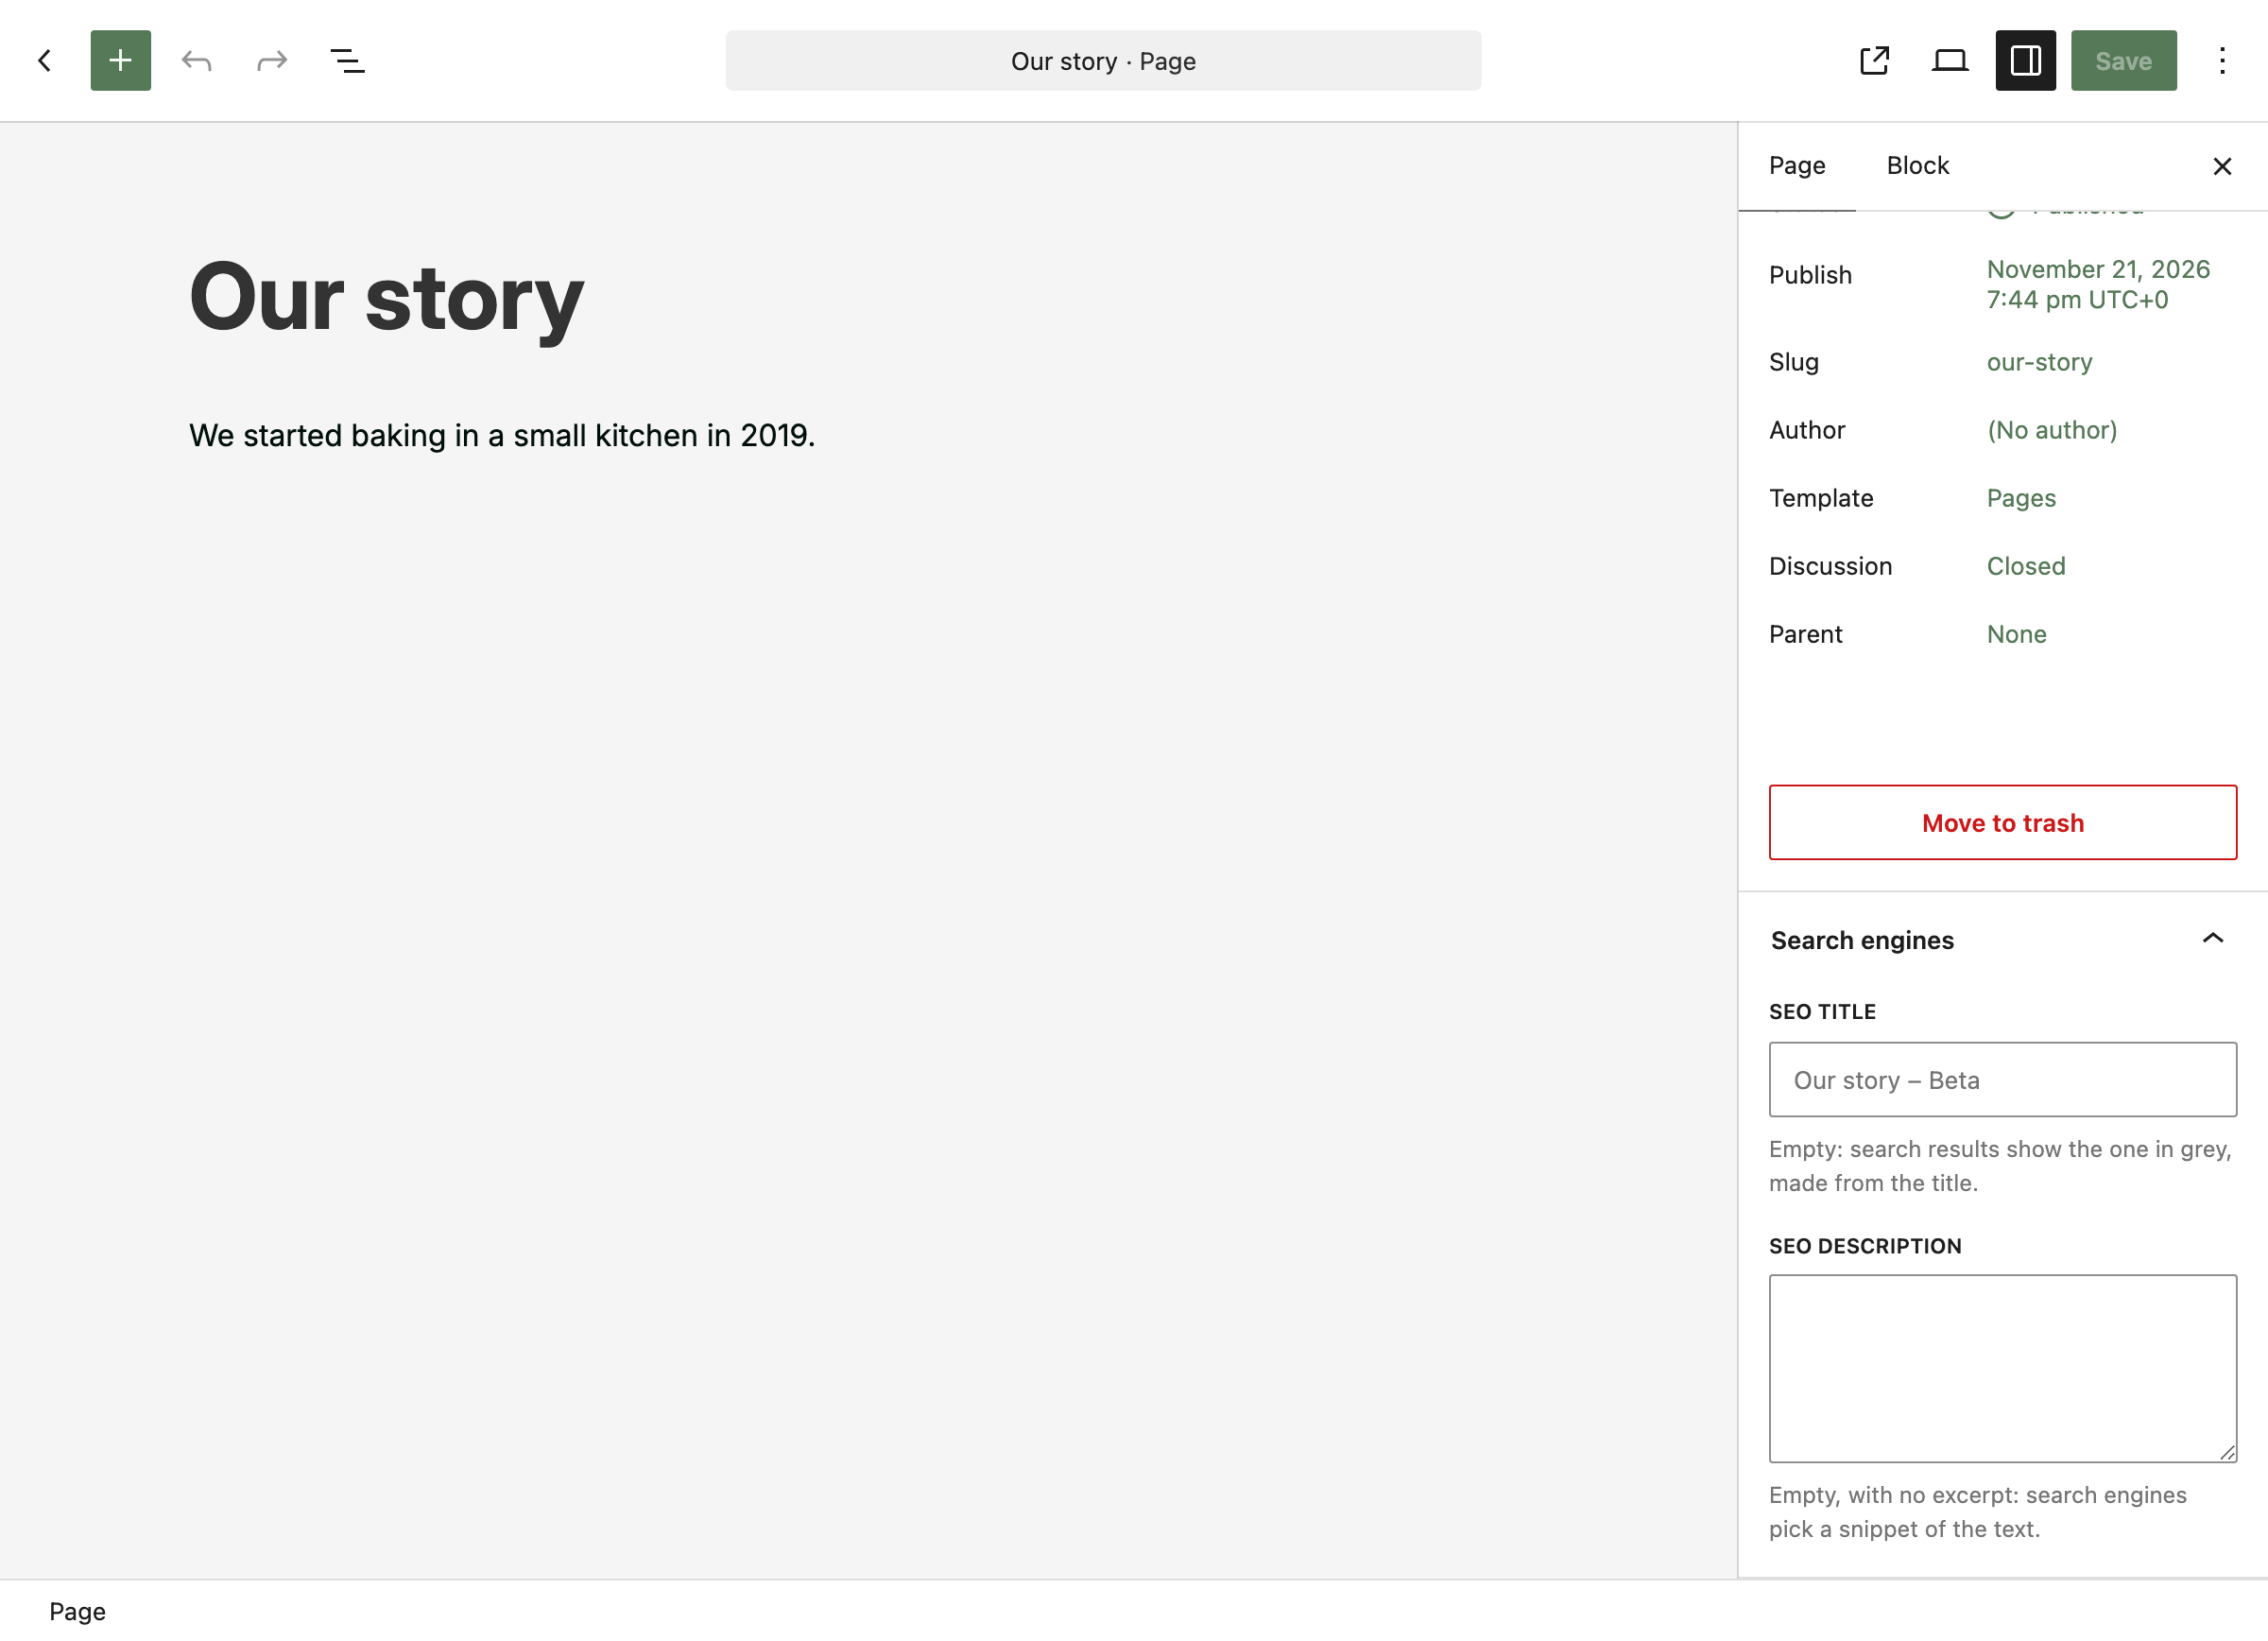 Our story · Page
Save
Page
Block
Our story
We started baking in a small kitchen in 2019.
Published
Publish
November 21, 2026
7:44 pm UTC+0
Slug
our-story
Author
(No author)
Template
Pages
Discussion
Closed
Parent
None
Move to trash
Search engines
SEO TITLE
Our story – Beta
Empty: search results show the one in grey,
made from the title.
SEO DESCRIPTION
Empty, with no excerpt: search engines
pick a snippet of the text.
Page